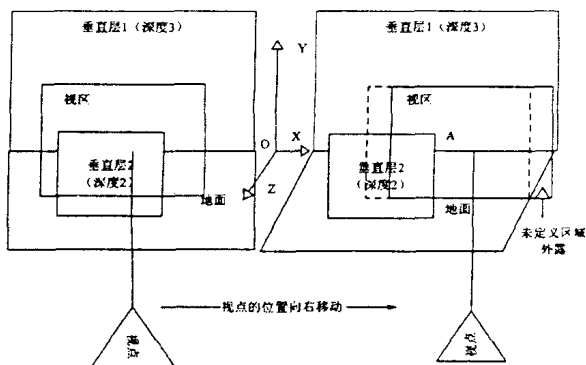 垂直层1（深度3）
视区
垂直层2
（深度2）
地面
视点
Y
O
X
Z
垂直层1（深度3）
视区
A
垂直层2
（深度2）
地面
未定义区域
外露
视点的位置向右移动
视点